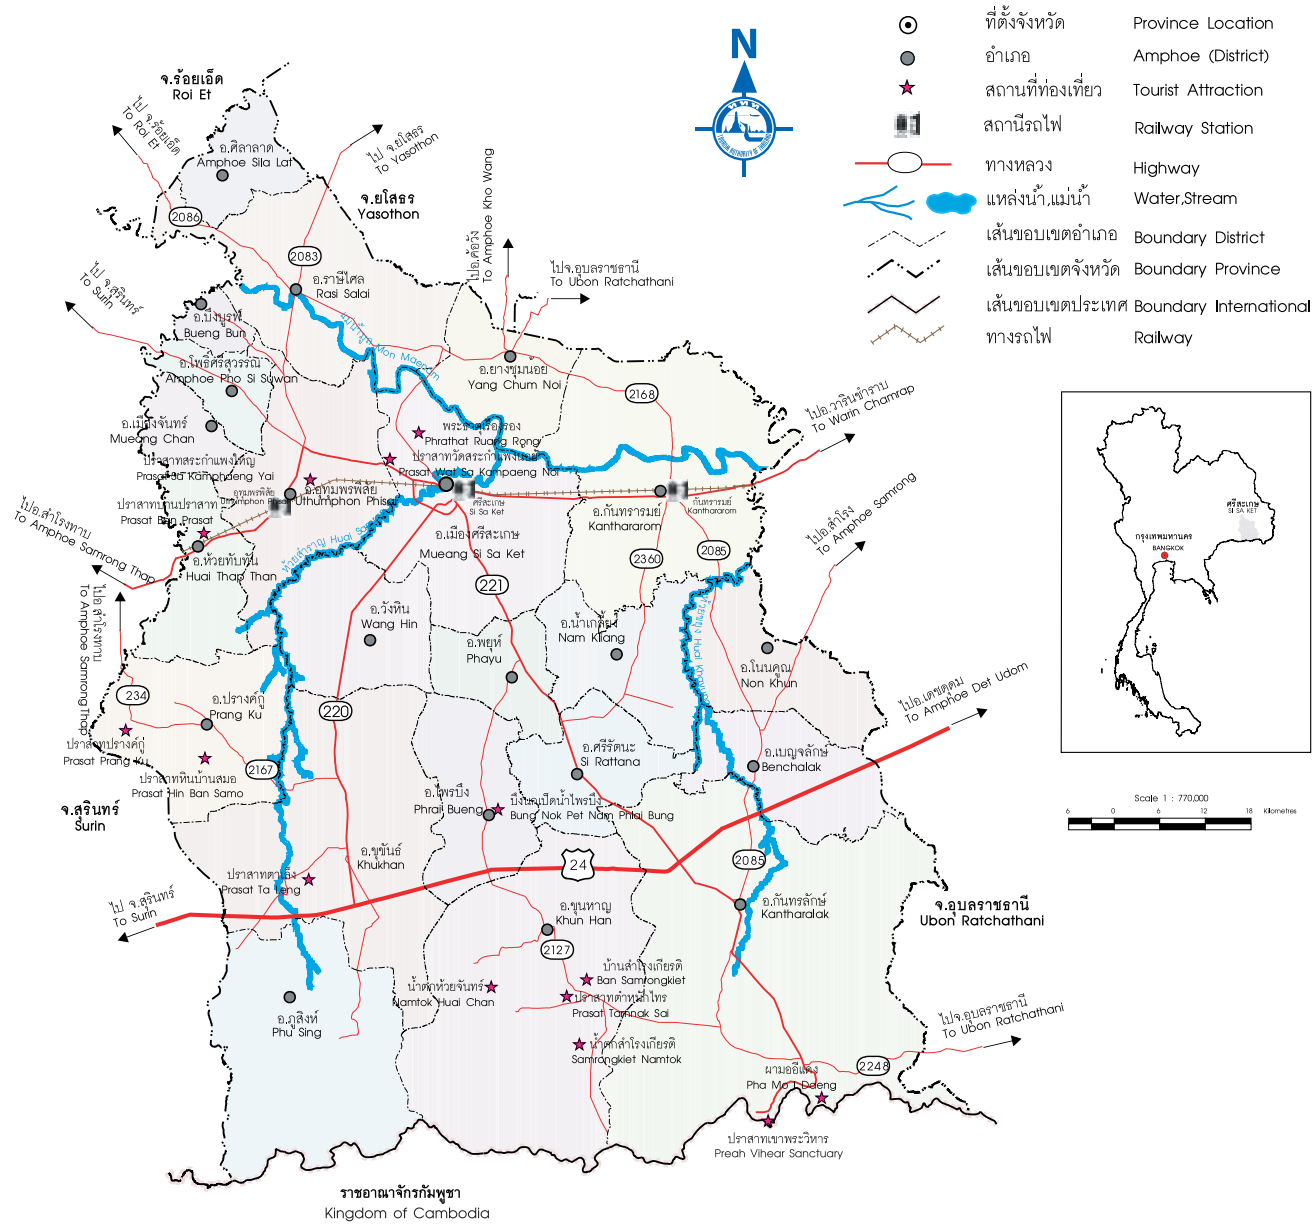 ที่ตั้งจังหวัด Province Location
อำเภอ Amphoe (District)
สถานที่ท่องเที่ยว Tourist Attraction
สถานีรถไฟ Railway Station
ทางหลวง Highway
แหล่งน้ำ,แม่น้ำ Water,Stream
เส้นขอบเขตอำเภอ Boundary District
เส้นขอบเขตจังหวัด Boundary Province
เส้นขอบเขตประเทศ Boundary International
ทางรถไฟ Railway
N
จ.ร้อยเอ็ด
Roi Et
ไป จ.ร้อยเอ็ด
To Roi Et
อ.ศิลาลาด
Amphoe Sila Lat
ไป จ.ยโสธร
To Yasothon
จ.ยโสธร
Yasothon
2086
2083
ไปอ.ค้อวัง
To Amphoe Kho Wang
ไปจ.อุบลราชธานี
To Ubon Ratchathani
ไป จ.สุรินทร์
To Surin
อ.ราษีไศล
Rasi Salai
อ.บึงบูรพ์
Bueng Bun
อ.โพธิ์ศรีสุวรรณ
Amphoe Pho Si Suwan
อ.ยางชุมน้อย
Yang Chum Noi
2168
อ.เมืองจันทร์
Mueang Chan
พระธาตุเรืองรอง
Phrathat Ruang Rong
ปราสาทวัดสระกำแพงน้อย
Prasat Wat Sa Kampaeng Noi
ไปอ.วารินชำราบ
To Warin Chamrap
ปราสาทสระกำแพงใหญ่
Prasat Sa Kamphaeng Yai
อ.อุทุมพรพิสัย
Uthumphon Phisai
อุทุมพรพิสัย
ศรีสะเกษ
SI SA KET
กันทรารมย์
Kanthararom
อ.กันทรารมย์
Kanthararom
ปราสาทบ้านปราสาท
Prasat Ban Prasat
อ.ห้วยทับทัน
Huai Thap Than
ไปอ.สำโรงทาบ
To Amphoe Samrong Thap
อ.เมืองศรีสะเกษ
Mueang Si Sa Ket
2085
2360
221
ไปอ.สำโรง
To Amphoe Samrong
ไปอ.สำโรงทาบ
To Amphoe Samrong Thap
อ.วังหิน
Wang Hin
อ.พยุห์
Phayu
อ.น้ำเกลี้ยง
Nam Kliang
อ.โนนคูณ
Non Khun
234
อ.ปรางค์กู่
Prang Ku
220
ไปอ.เดชอุดม
To Amphoe Det Udom
ปราสาทปรางค์กู่
Prasat Prang Ku
ปราสาทหินบ้านสมอ
Prasat Hin Ban Samo
2167
อ.ศรีรัตนะ
Si Rattana
อ.เบญจลักษ์
Benchalak
จ.สุรินทร์
Surin
อ.ไพรบึง
Phrai Bueng
บึงนกเป็ดน้ำไพรบึง
Bung Nok Pet Nam Phlai Bung
อ.ขุขันธ์
Khukhan
24
2085
ปราสาทตาเล็ง
Prasat Ta Leng
ไป จ.สุรินทร์
To Surin
อ.ขุนหาญ
Khun Han
2127
อ.กันทรลักษ์
Kantharalak
จ.อุบลราชธานี
Ubon Ratchathani
บ้านสำโรงเกียรติ
Ban Samrongkiet
น้ำตกห้วยจันทร์
Namtok Huai Chan
ปราสาทตำหนักไทร
Prasat Tamnak Sai
อ.ภูสิงห์
Phu Sing
น้ำตกสำโรงเกียรติ
Samrongkiet Namtok
ไปจ.อุบลราชธานี
To Ubon Ratchathani
2248
ผามออีแดง
Pha Mo I Daeng
ปราสาทเขาพระวิหาร
Preah Vihear Sanctuary
ราชอาณาจักรกัมพูชา
Kingdom of Cambodia
ศรีสะเกษ
SI SA KET
กรุงเทพมหานคร
BANGKOK
Scale 1 : 770,000
6 0 6 12 18 Kilometres